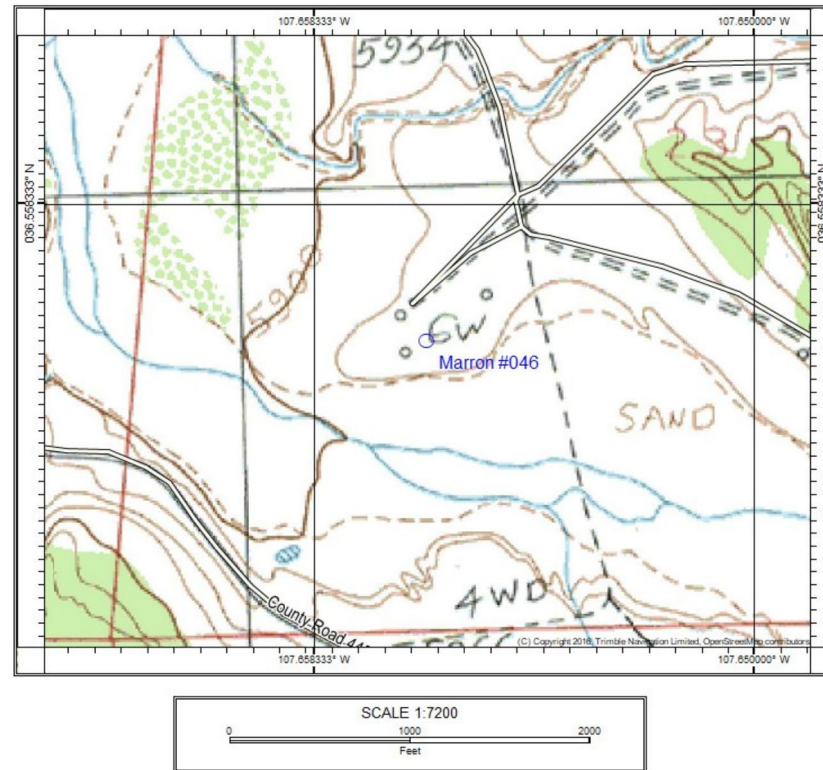 107.658333° W
107.650000° W
036.558333° N
036.558333° N
5934
5900
GW
Marron #046
SAND
4WD
County Road 44
(C) Copyright 2016, Trimble Navigation Limited, OpenStreetMap contributors
107.658333° W
107.650000° W
SCALE 1:7200
0
1000
2000
Feet